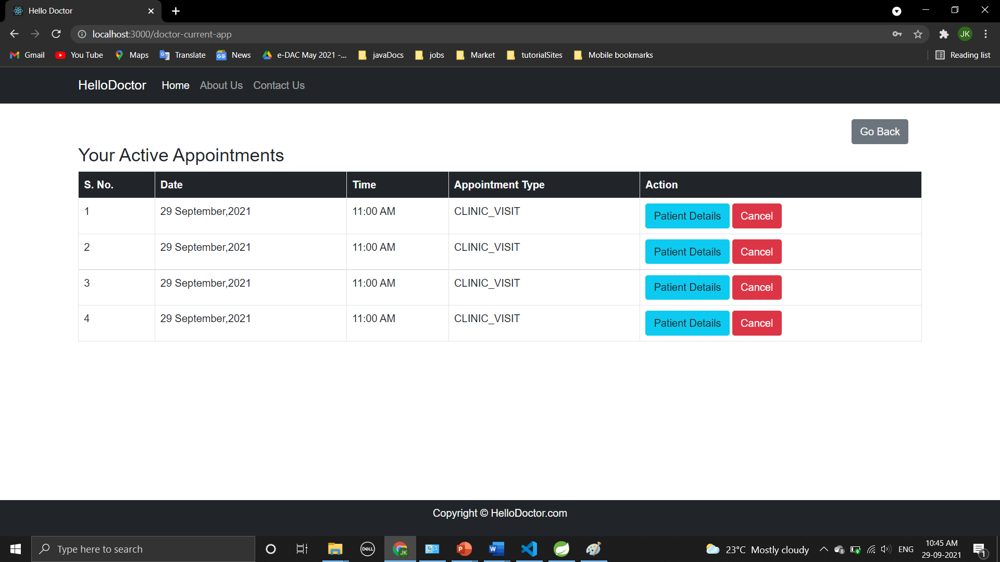 Hello Doctor
localhost:3000/doctor-current-app
JK
Gmail You Tube Maps Translate News e-DAC May 2021 -... javaDocs jobs Market tutorialSites Mobile bookmarks Reading list
HelloDoctor Home About Us Contact Us
Go Back
Your Active Appointments
S. No. Date Time Appointment Type Action
1 29 September,2021 11:00 AM CLINIC_VISIT Patient Details Cancel
2 29 September,2021 11:00 AM CLINIC_VISIT Patient Details Cancel
3 29 September,2021 11:00 AM CLINIC_VISIT Patient Details Cancel
4 29 September,2021 11:00 AM CLINIC_VISIT Patient Details Cancel
Copyright © HelloDoctor.com
Type here to search DELL JK P W 23°C Mostly cloudy ENG 10:45 AM
29-09-2021 1